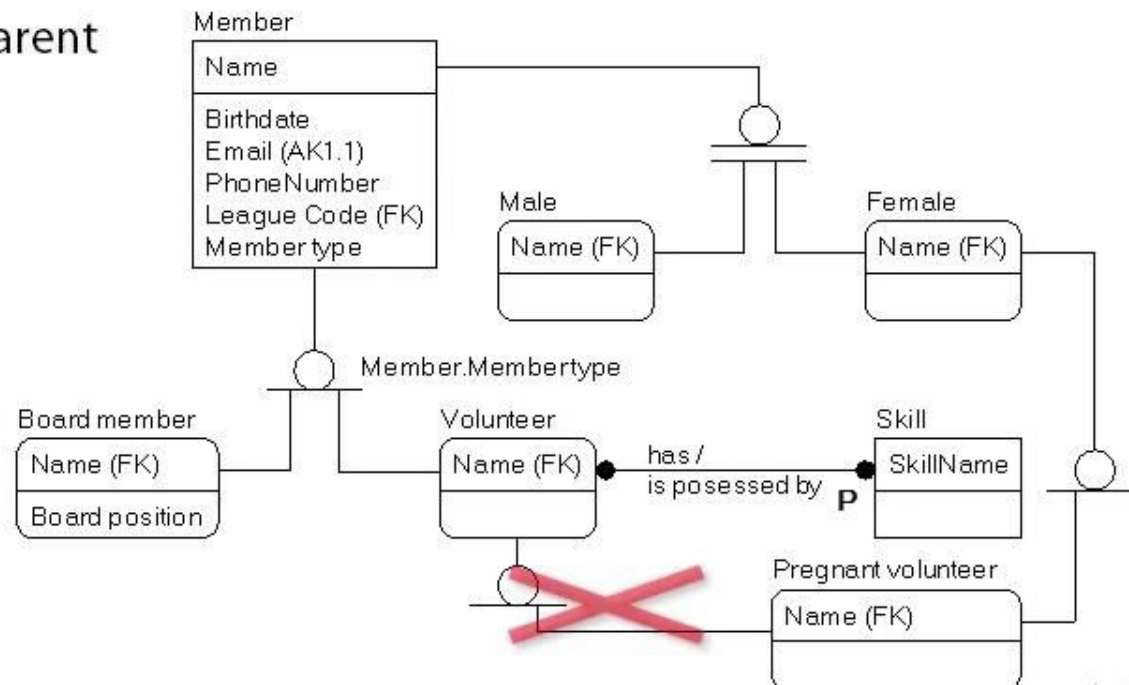 arent
Member
Name
Birthdate
Email (AK1.1)
PhoneNumber
League Code (FK)
Member type
Male
Name (FK)
Female
Name (FK)
Member.Membertype
Board member
Name (FK)
Board position
Volunteer
Name (FK)
has /
is posessed by
P
Skill
SkillName
Pregnant volunteer
Name (FK)